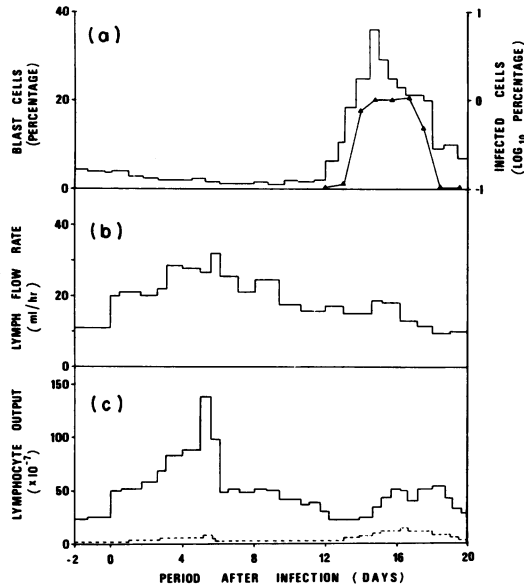 (a)
BLAST CELLS
(PERCENTAGE)
40
20
0
1
0
-1
INFECTED CELLS
(LOG10 PERCENTAGE)
(b)
LYMPH FLOW RATE
(ml/hr)
40
20
0
(c)
LYMPHOCYTE OUTPUT
(x10-7)
150
100
50
0
-2 0 4 8 12 16 20
PERIOD AFTER INFECTION (DAYS)